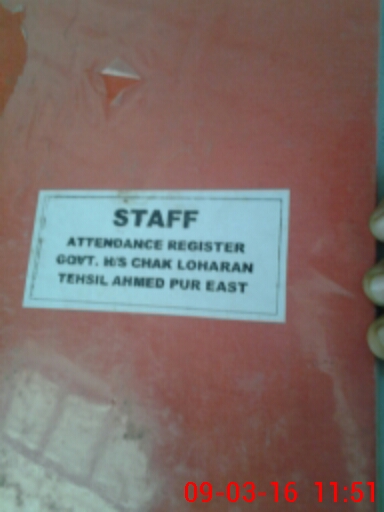 STAFF
ATTENDANCE REGISTER
GOVT. H/S CHAK LOHARAN
TEHSIL AHMED PUR EAST
09-03-16 11:51